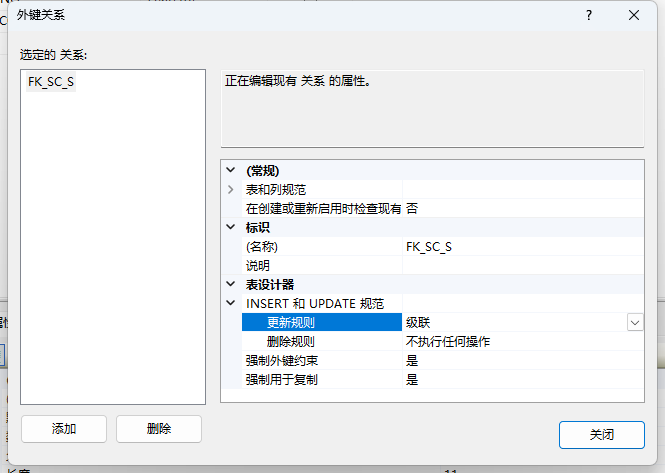 外键关系
?
选定的 关系:
FK_SC_S
正在编辑现有 关系 的属性。
(常规)
表和列规范
在创建或重新启用时检查现有 否
标识
(名称) FK_SC_S
说明
表设计器
INSERT 和 UPDATE 规范
更新规则 级联
删除规则 不执行任何操作
强制外键约束 是
强制用于复制 是
添加
删除
关闭
长度 11